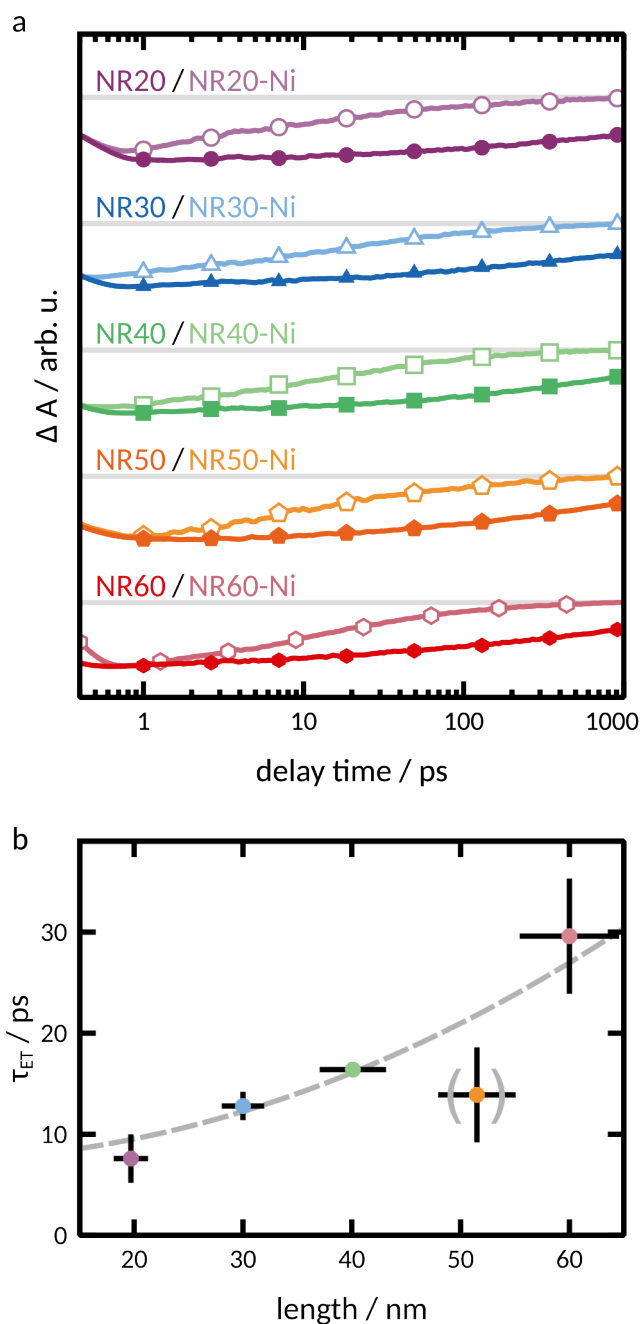 a
NR20 / NR20-Ni
NR30 / NR30-Ni
NR40 / NR40-Ni
NR50 / NR50-Ni
NR60 / NR60-Ni
Δ A / arb. u.
1 10 100 1000
delay time / ps
b
30
20
10
0
τET / ps
( )
20 30 40 50 60
length / nm